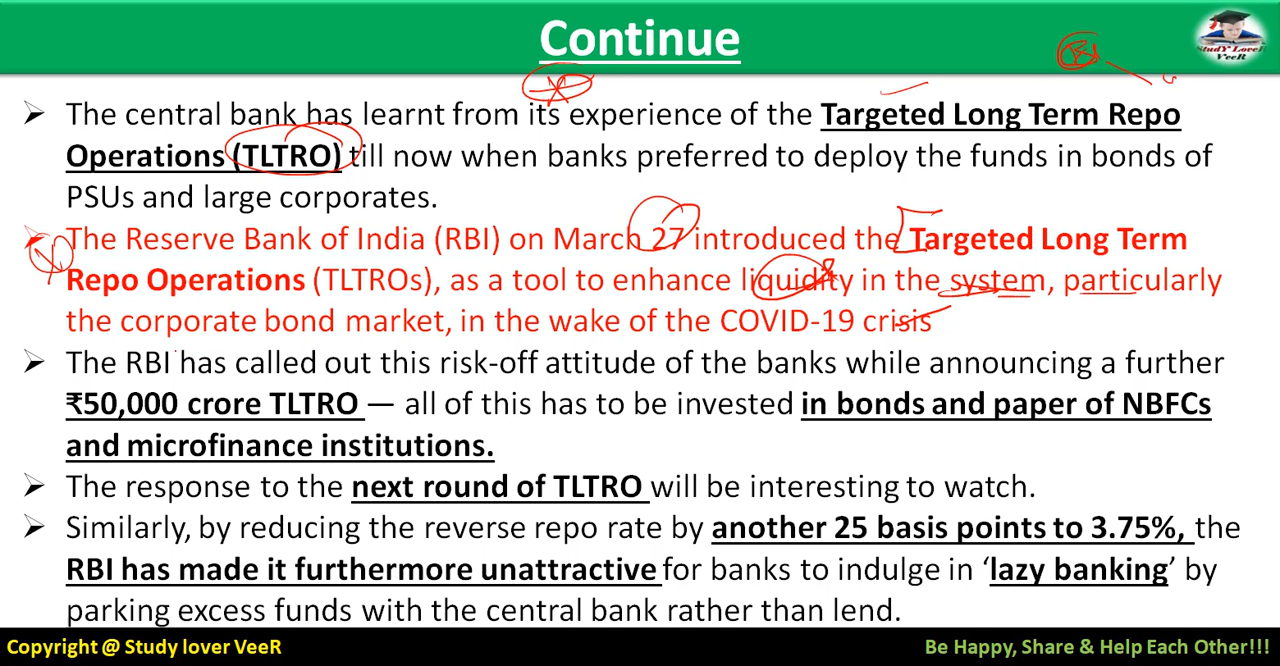 Continue
StudY LoveR
VeeR
➢ The central bank has learnt from its experience of the Targeted Long Term Repo
Operations (TLTRO) till now when banks preferred to deploy the funds in bonds of
PSUs and large corporates.
➢ The Reserve Bank of India (RBI) on March 27 introduced the Targeted Long Term
Repo Operations (TLTROs), as a tool to enhance liquidity in the system, particularly
the corporate bond market, in the wake of the COVID-19 crisis
➢ The RBI has called out this risk-off attitude of the banks while announcing a further
₹50,000 crore TLTRO — all of this has to be invested in bonds and paper of NBFCs
and microfinance institutions.
➢ The response to the next round of TLTRO will be interesting to watch.
➢ Similarly, by reducing the reverse repo rate by another 25 basis points to 3.75%, the
RBI has made it furthermore unattractive for banks to indulge in ‘lazy banking’ by
parking excess funds with the central bank rather than lend.
Copyright @ Study lover VeeR
Be Happy, Share & Help Each Other!!!